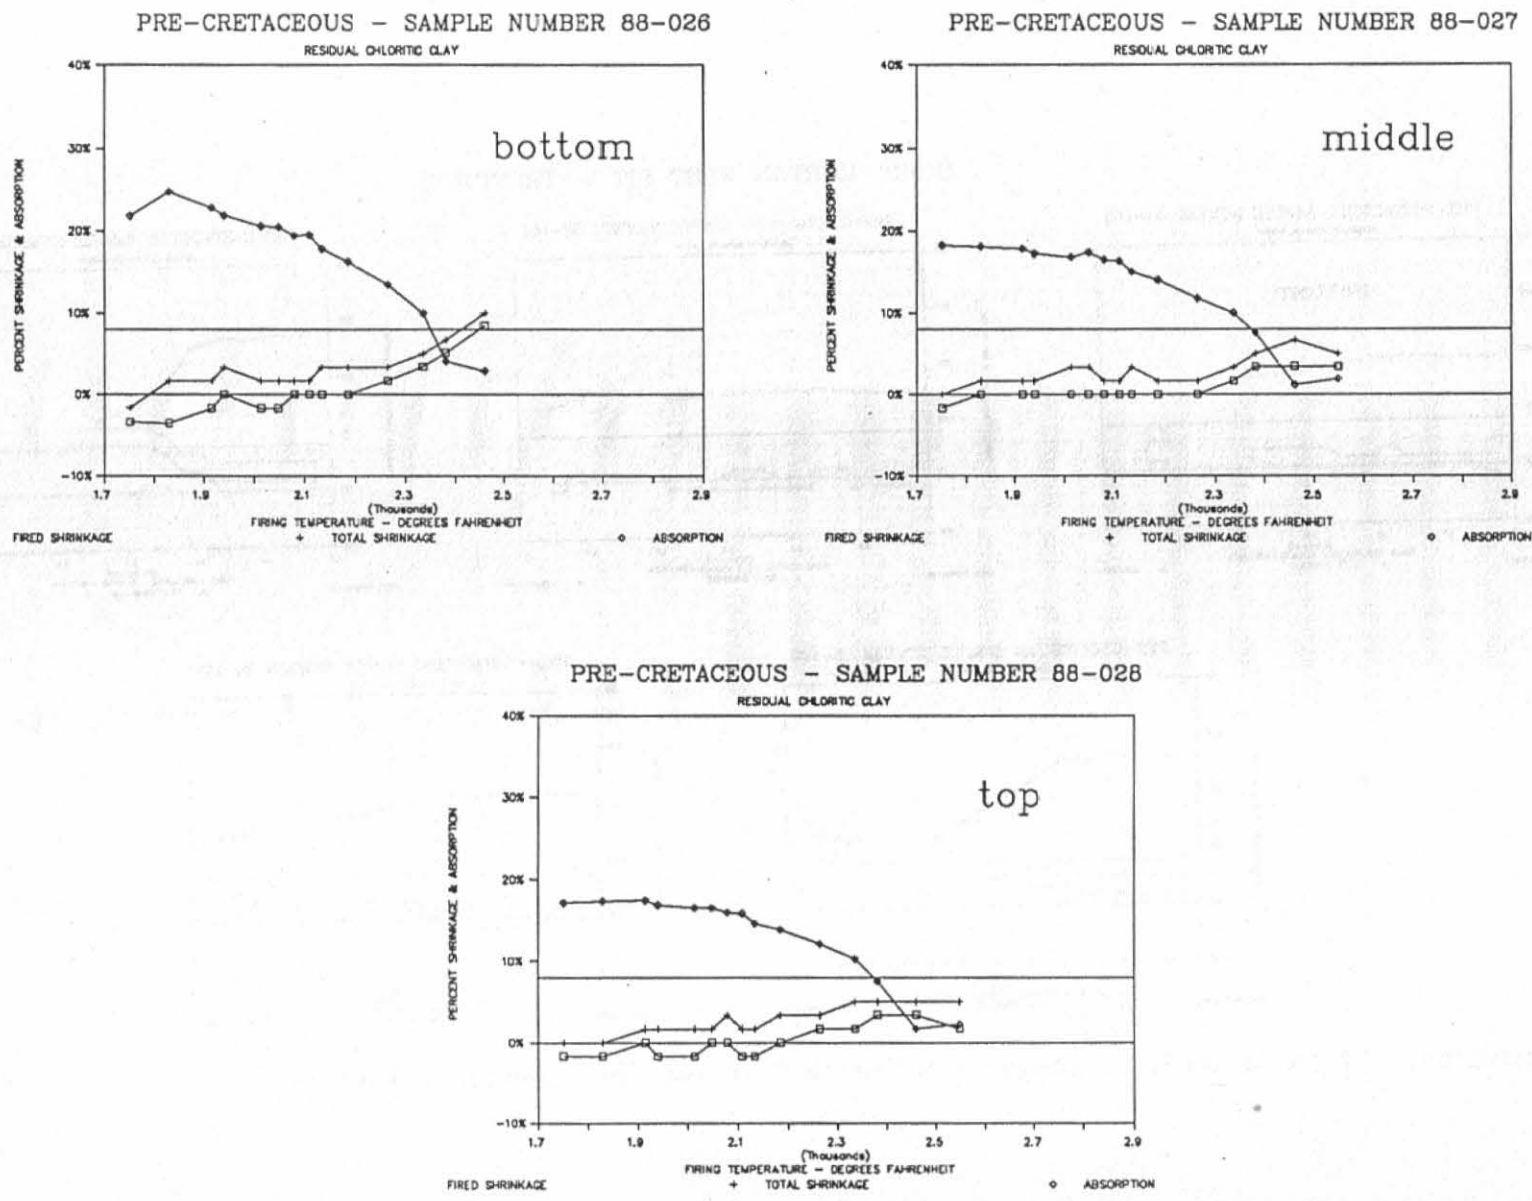 PRE-CRETACEOUS - SAMPLE NUMBER 88-026
RESIDUAL CHLORITIC CLAY
bottom
PERCENT SHRINKAGE & ABSORPTION
40%
30%
20%
10%
0%
-10%
1.7 1.9 2.1 2.3 2.5 2.7 2.9
(Thousands)
FIRING TEMPERATURE - DEGREES FAHRENHEIT
FIRED SHRINKAGE + TOTAL SHRINKAGE ◇ ABSORPTION
PRE-CRETACEOUS - SAMPLE NUMBER 88-027
RESIDUAL CHLORITIC CLAY
middle
PERCENT SHRINKAGE & ABSORPTION
40%
30%
20%
10%
0%
-10%
1.7 1.9 2.1 2.3 2.5 2.7 2.9
(Thousands)
FIRING TEMPERATURE - DEGREES FAHRENHEIT
FIRED SHRINKAGE + TOTAL SHRINKAGE ◇ ABSORPTION
PRE-CRETACEOUS - SAMPLE NUMBER 88-028
RESIDUAL CHLORITIC CLAY
top
PERCENT SHRINKAGE & ABSORPTION
40%
30%
20%
10%
0%
-10%
1.7 1.9 2.1 2.3 2.5 2.7 2.9
(Thousands)
FIRING TEMPERATURE - DEGREES FAHRENHEIT
FIRED SHRINKAGE + TOTAL SHRINKAGE ◇ ABSORPTION